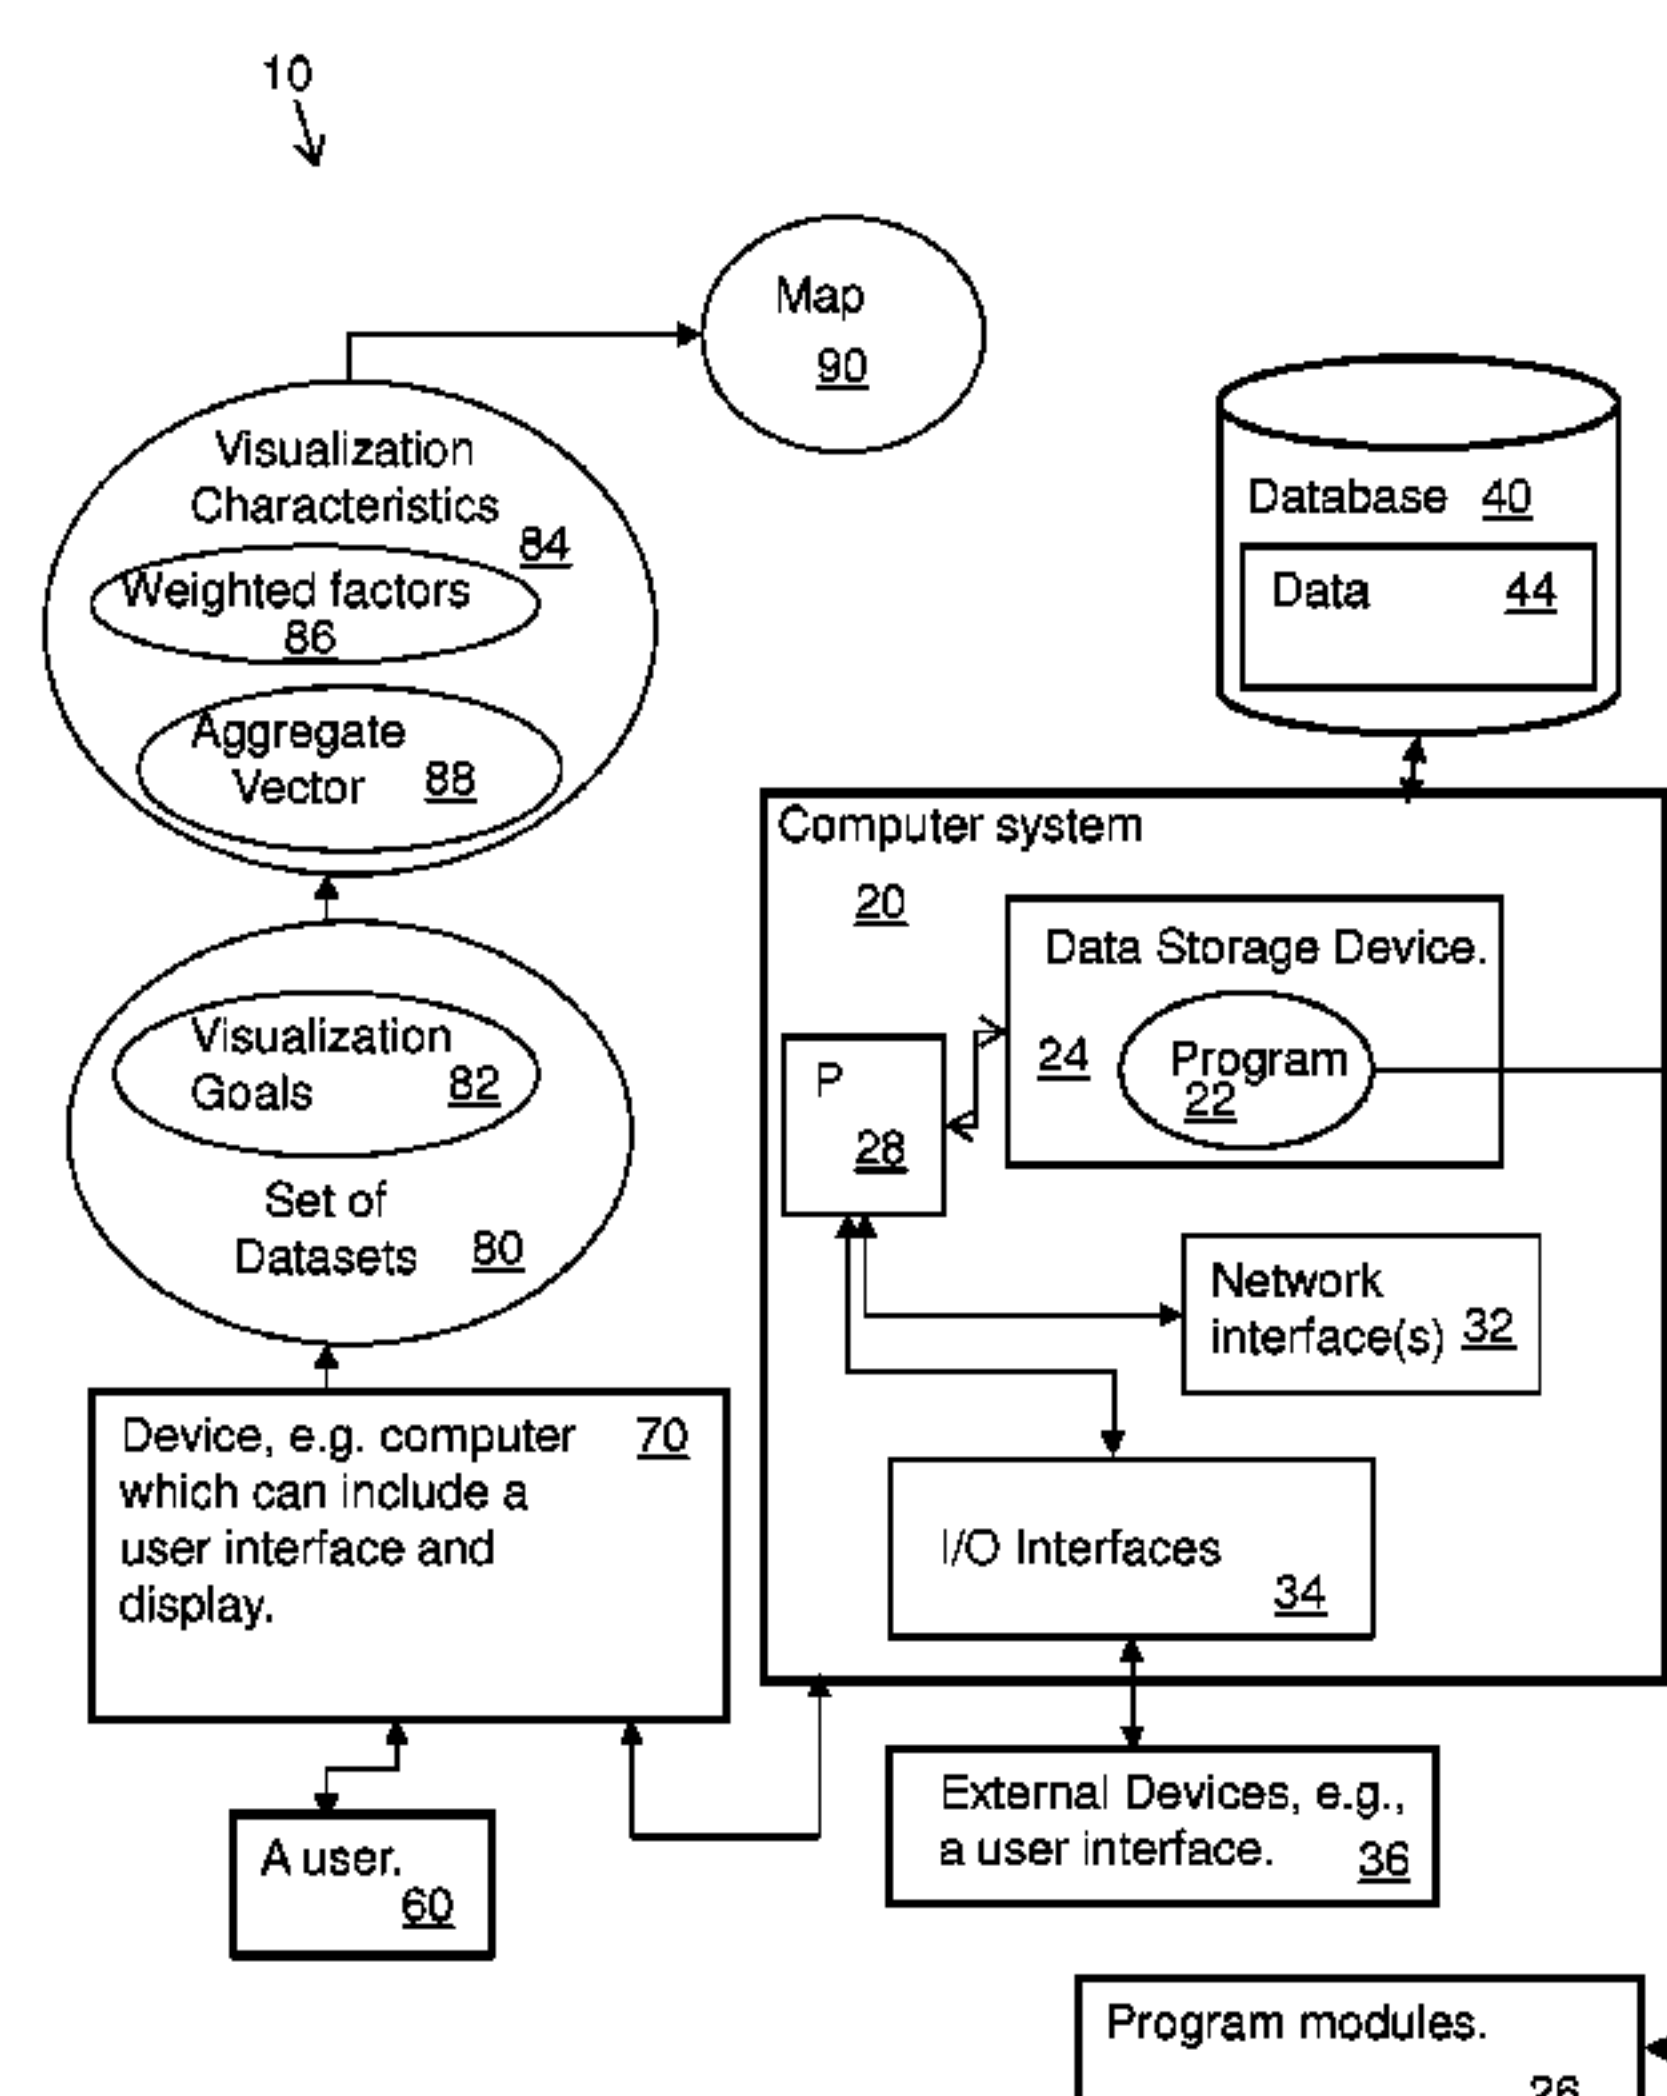 10
Map
90
Visualization
Characteristics
84
Weighted factors
86
Aggregate
Vector 88
Database 40
Data 44
Computer system
20
Data Storage Device.
24
Program
22
P
28
Visualization
Goals 82
Set of
Datasets 80
Network
interface(s) 32
Device, e.g. computer 70
which can include a
user interface and
display.
I/O Interfaces
34
External Devices, e.g.,
a user interface. 36
A user.
60
Program modules.
26